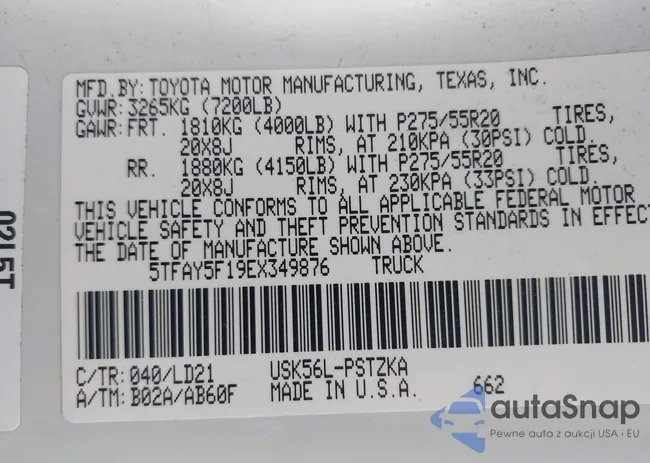 MFD.BY: TOYOTA MOTOR MANUFACTURING, TEXAS, INC.
GVWR: 3265KG (7200LB)
GAWR: FRT. 1810KG (4000LB) WITH P275/55R20 TIRES,
20X8J RIMS, AT 210KPA (30PSI) COLD.
RR. 1880KG (4150LB) WITH P275/55R20 TIRES,
20X8J RIMS, AT 230KPA (33PSI) COLD.
THIS VEHICLE CONFORMS TO ALL APPLICABLE FEDERAL MOTOR
VEHICLE SAFETY AND THEFT PREVENTION STANDARDS IN EFFECT
THE DATE OF MANUFACTURE SHOWN ABOVE.
5TFAY5F19EX349876 TRUCK
C/TR: 040/LD21 USK56L-PSTZKA
A/TM: B02A/AB60F MADE IN U.S.A. 662
autaSnap
Pewne auta z aukcji USA i EU